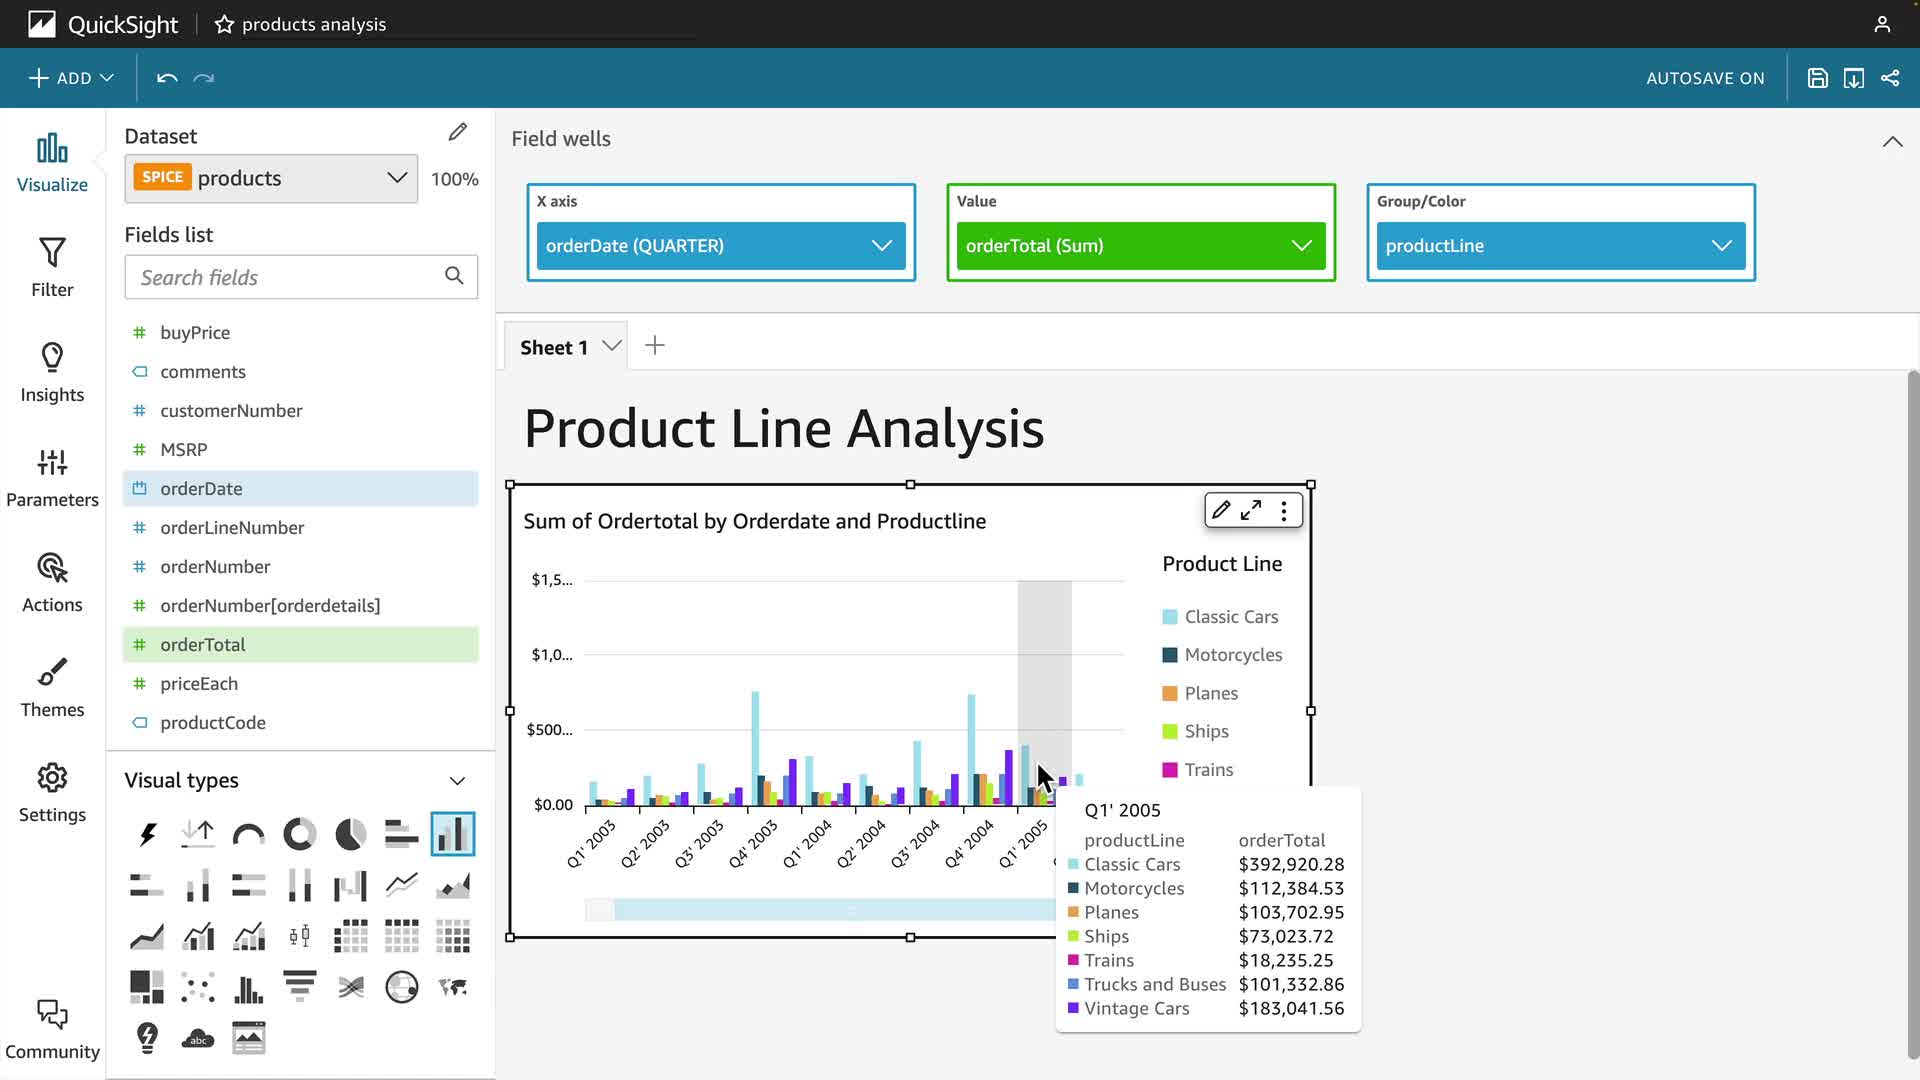 QuickSight
products analysis
ADD
AUTOSAVE ON
Visualize
Filter
Insights
Parameters
Actions
Themes
Settings
Community
Dataset
SPICE products
100%
Fields list
Search fields
# buyPrice
comments
# customerNumber
# MSRP
orderDate
# orderLineNumber
# orderNumber
# orderNumber[orderdetails]
# orderTotal
# priceEach
productCode
Visual types
abc
Field wells
X axis
orderDate (QUARTER)
Value
orderTotal (Sum)
Group/Color
productLine
Sheet 1
Product Line Analysis
Sum of Ordertotal by Orderdate and Productline
$1,5...
$1,0...
$500...
$0.00
Q1' 2003
Q2' 2003
Q3' 2003
Q4' 2003
Q1' 2004
Q2' 2004
Q3' 2004
Q4' 2004
Q1' 2005
Product Line
Classic Cars
Motorcycles
Planes
Ships
Trains
Q1' 2005
productLine orderTotal
Classic Cars $392,920.28
Motorcycles $112,384.53
Planes $103,702.95
Ships $73,023.72
Trains $18,235.25
Trucks and Buses $101,332.86
Vintage Cars $183,041.56